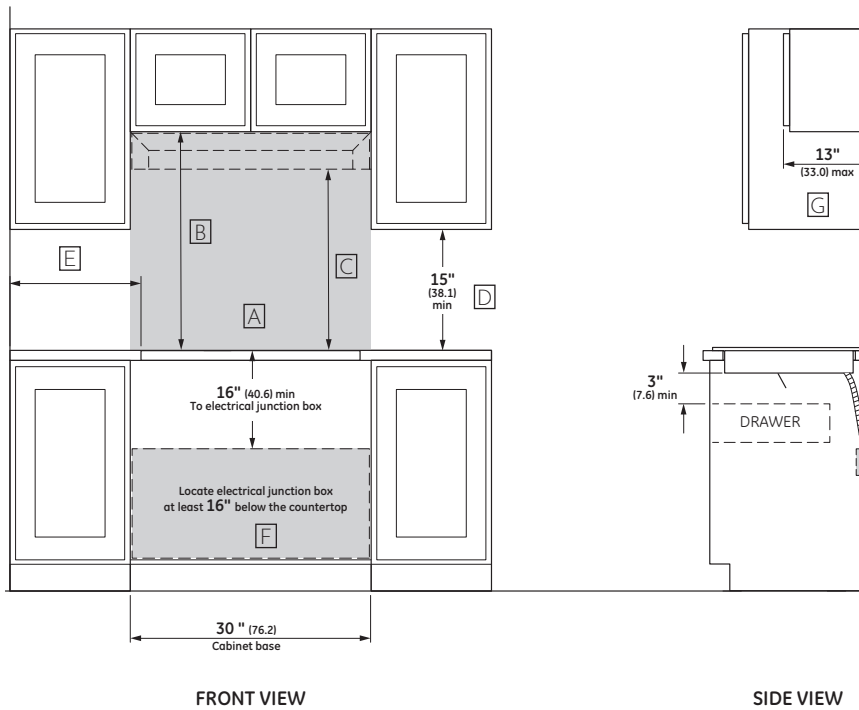 13"
(33.0) max
G
B
E
C
15"
(38.1)
min
D
A
16" (40.6) min
To electrical junction box
3"
(7.6) min
DRAWER
Locate electrical junction box
at least 16" below the countertop
F
30 " (76.2)
Cabinet base
FRONT VIEW
SIDE VIEW